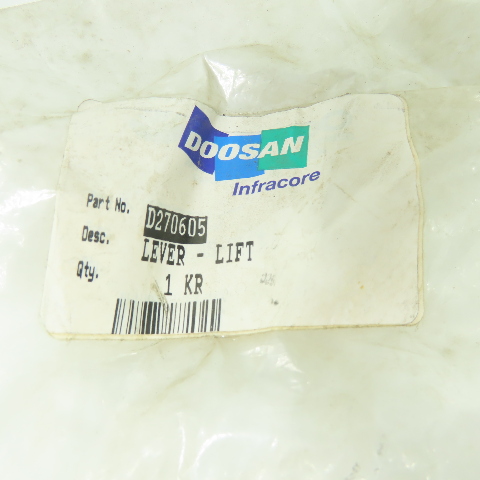 DOOSAN
Infracore
Part No. D270605
Desc. LEVER - LIFT
Qty. 1 KR